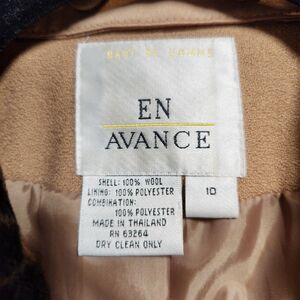 EN
AVANCE
SHELL: 100% WOOL
LINING: 100% POLYESTER
COMBINATION:
100% POLYESTER
MADE IN THAILAND
RN 63264
DRY CLEAN ONLY
10